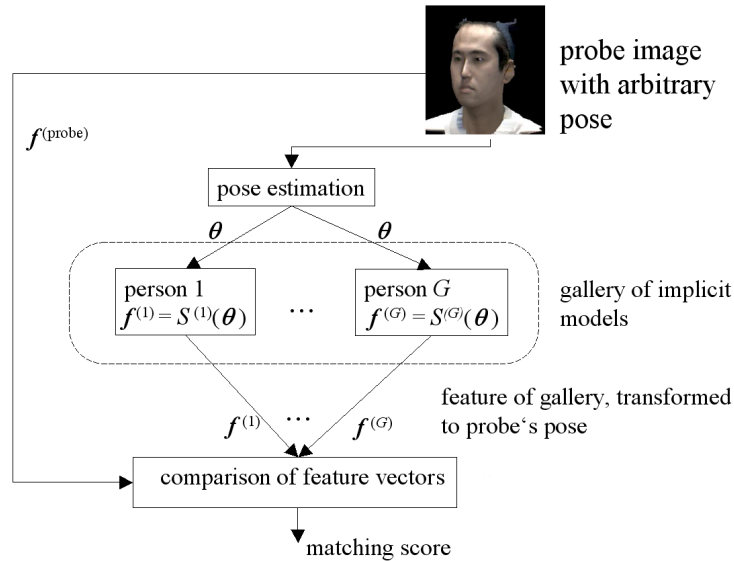 probe image
with arbitrary
pose
f(probe)
pose estimation
θ θ
person 1
f(1) = S(1)(θ)
...
person G
f(G) = S(G)(θ)
gallery of implicit
models
feature of gallery, transformed
to probe‘s pose
f(1) ... f(G)
comparison of feature vectors
matching score